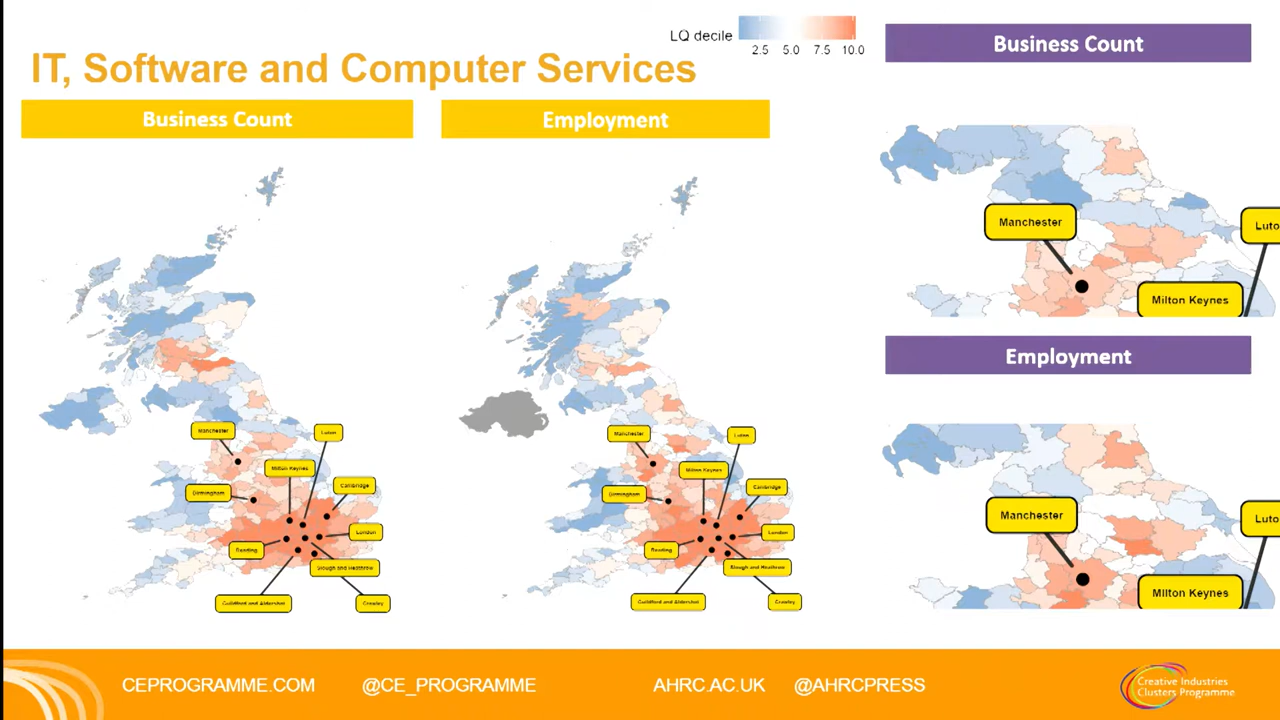 LQ decile
2.5 5.0 7.5 10.0
Business Count
IT, Software and Computer Services
Business Count
Employment
Manchester
Luto
Milton Keynes
Employment
Manchester
Luton
Milton Keynes
Cambridge
Birmingham
London
Reading
Slough and Heathrow
Guildford and Aldershot
Crawley
Manchester
Luton
Milton Keynes
Cambridge
Birmingham
London
Reading
Slough and Heathrow
Guildford and Aldershot
Crawley
Manchester
Luto
Milton Keynes
CEPROGRAMME.COM @CE_PROGRAMME AHRC.AC.UK @AHRCPRESS
Creative Industries
Clusters Programme